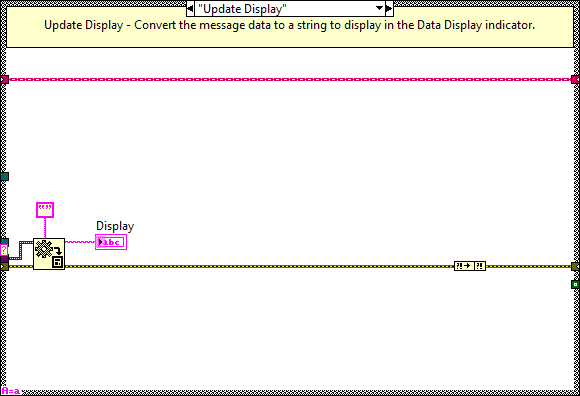 "Update Display"
Update Display - Convert the message data to a string to display in the Data Display indicator.
""
Display
Abc
?
?! ?!
A=a